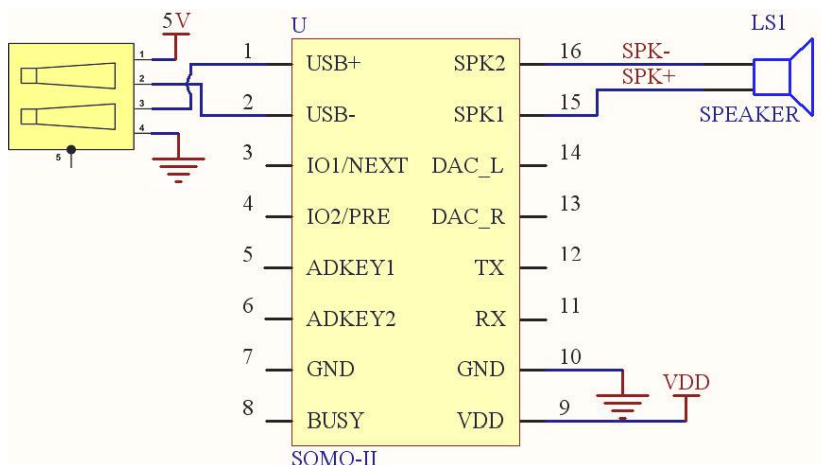 5V
1
2
3
4
5
U
SOMO-II
1 USB+
2 USB-
3 IO1/NEXT
4 IO2/PRE
5 ADKEY1
6 ADKEY2
7 GND
8 BUSY
SPK2 16
SPK1 15
DAC_L 14
DAC_R 13
TX 12
RX 11
GND 10
VDD 9
SPK-
SPK+
LS1
SPEAKER
VDD